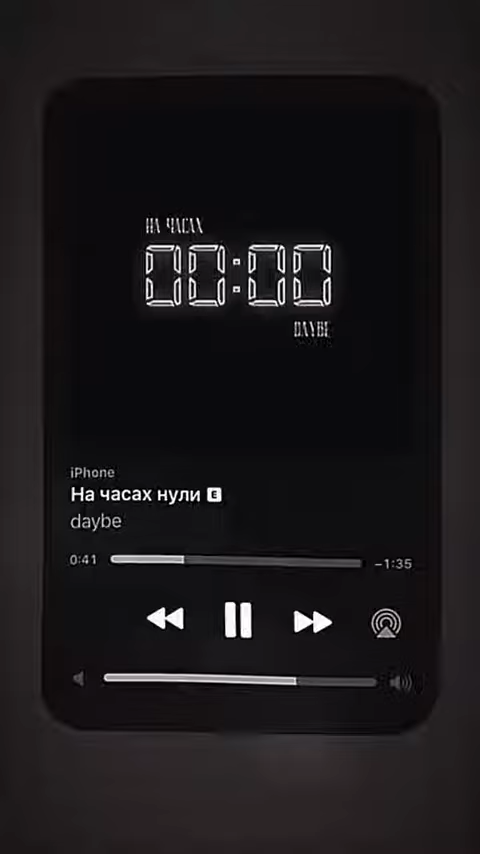 НА ЧАСАХ
00:00
DAYBE
iPhone
На часах нули E
daybe
0:41
-1:35